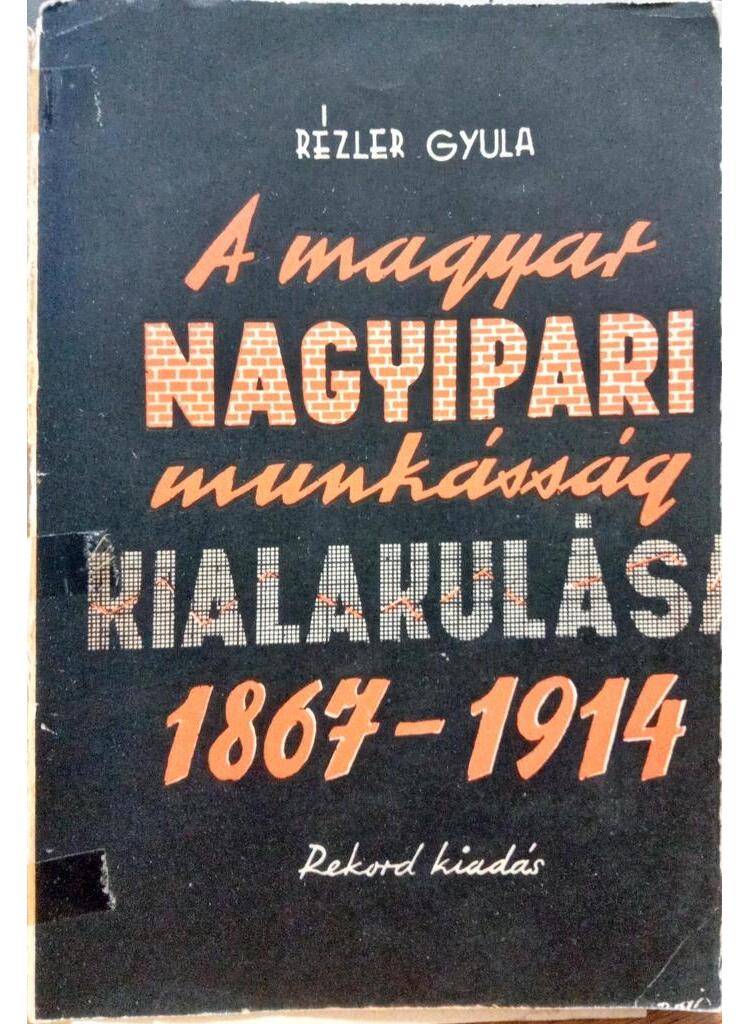 RÉZLER GYULA
A magyar
NAGYIPARI
munkásság
KIALAKULÁSA
1867-1914
Rekord kiadás